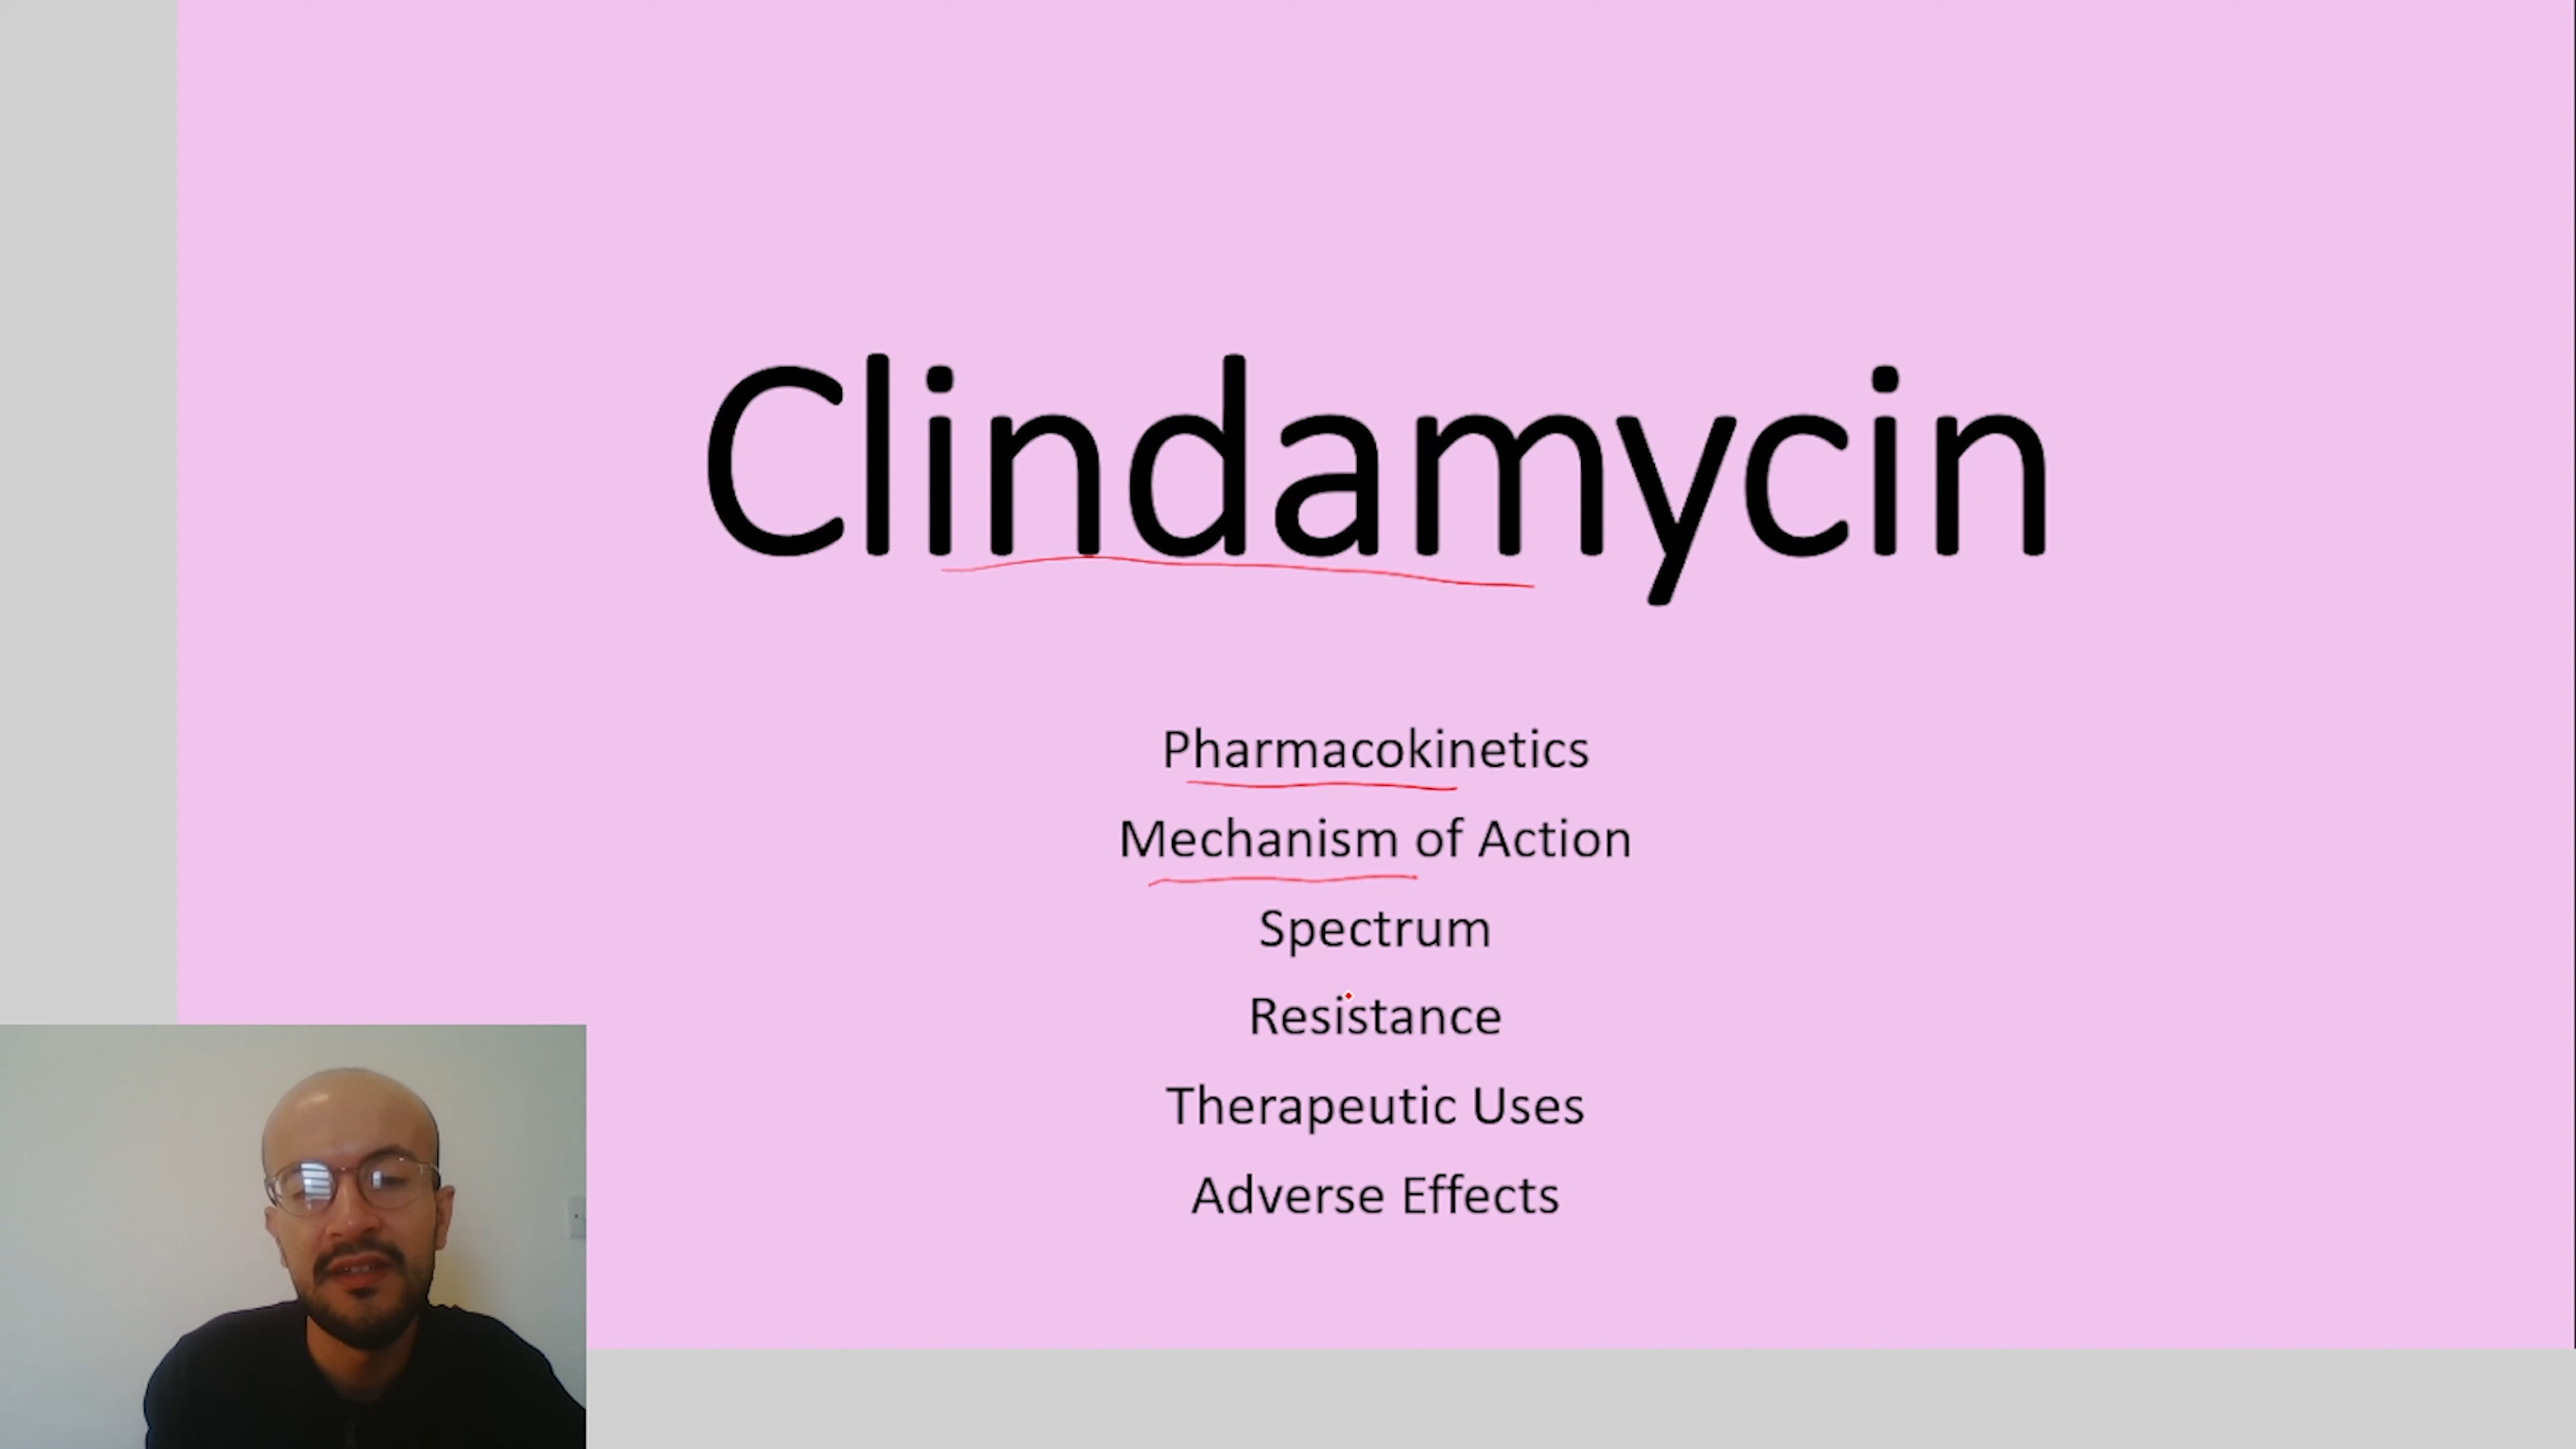 Clindamycin
Pharmacokinetics
Mechanism of Action
Spectrum
Resistance
Therapeutic Uses
Adverse Effects